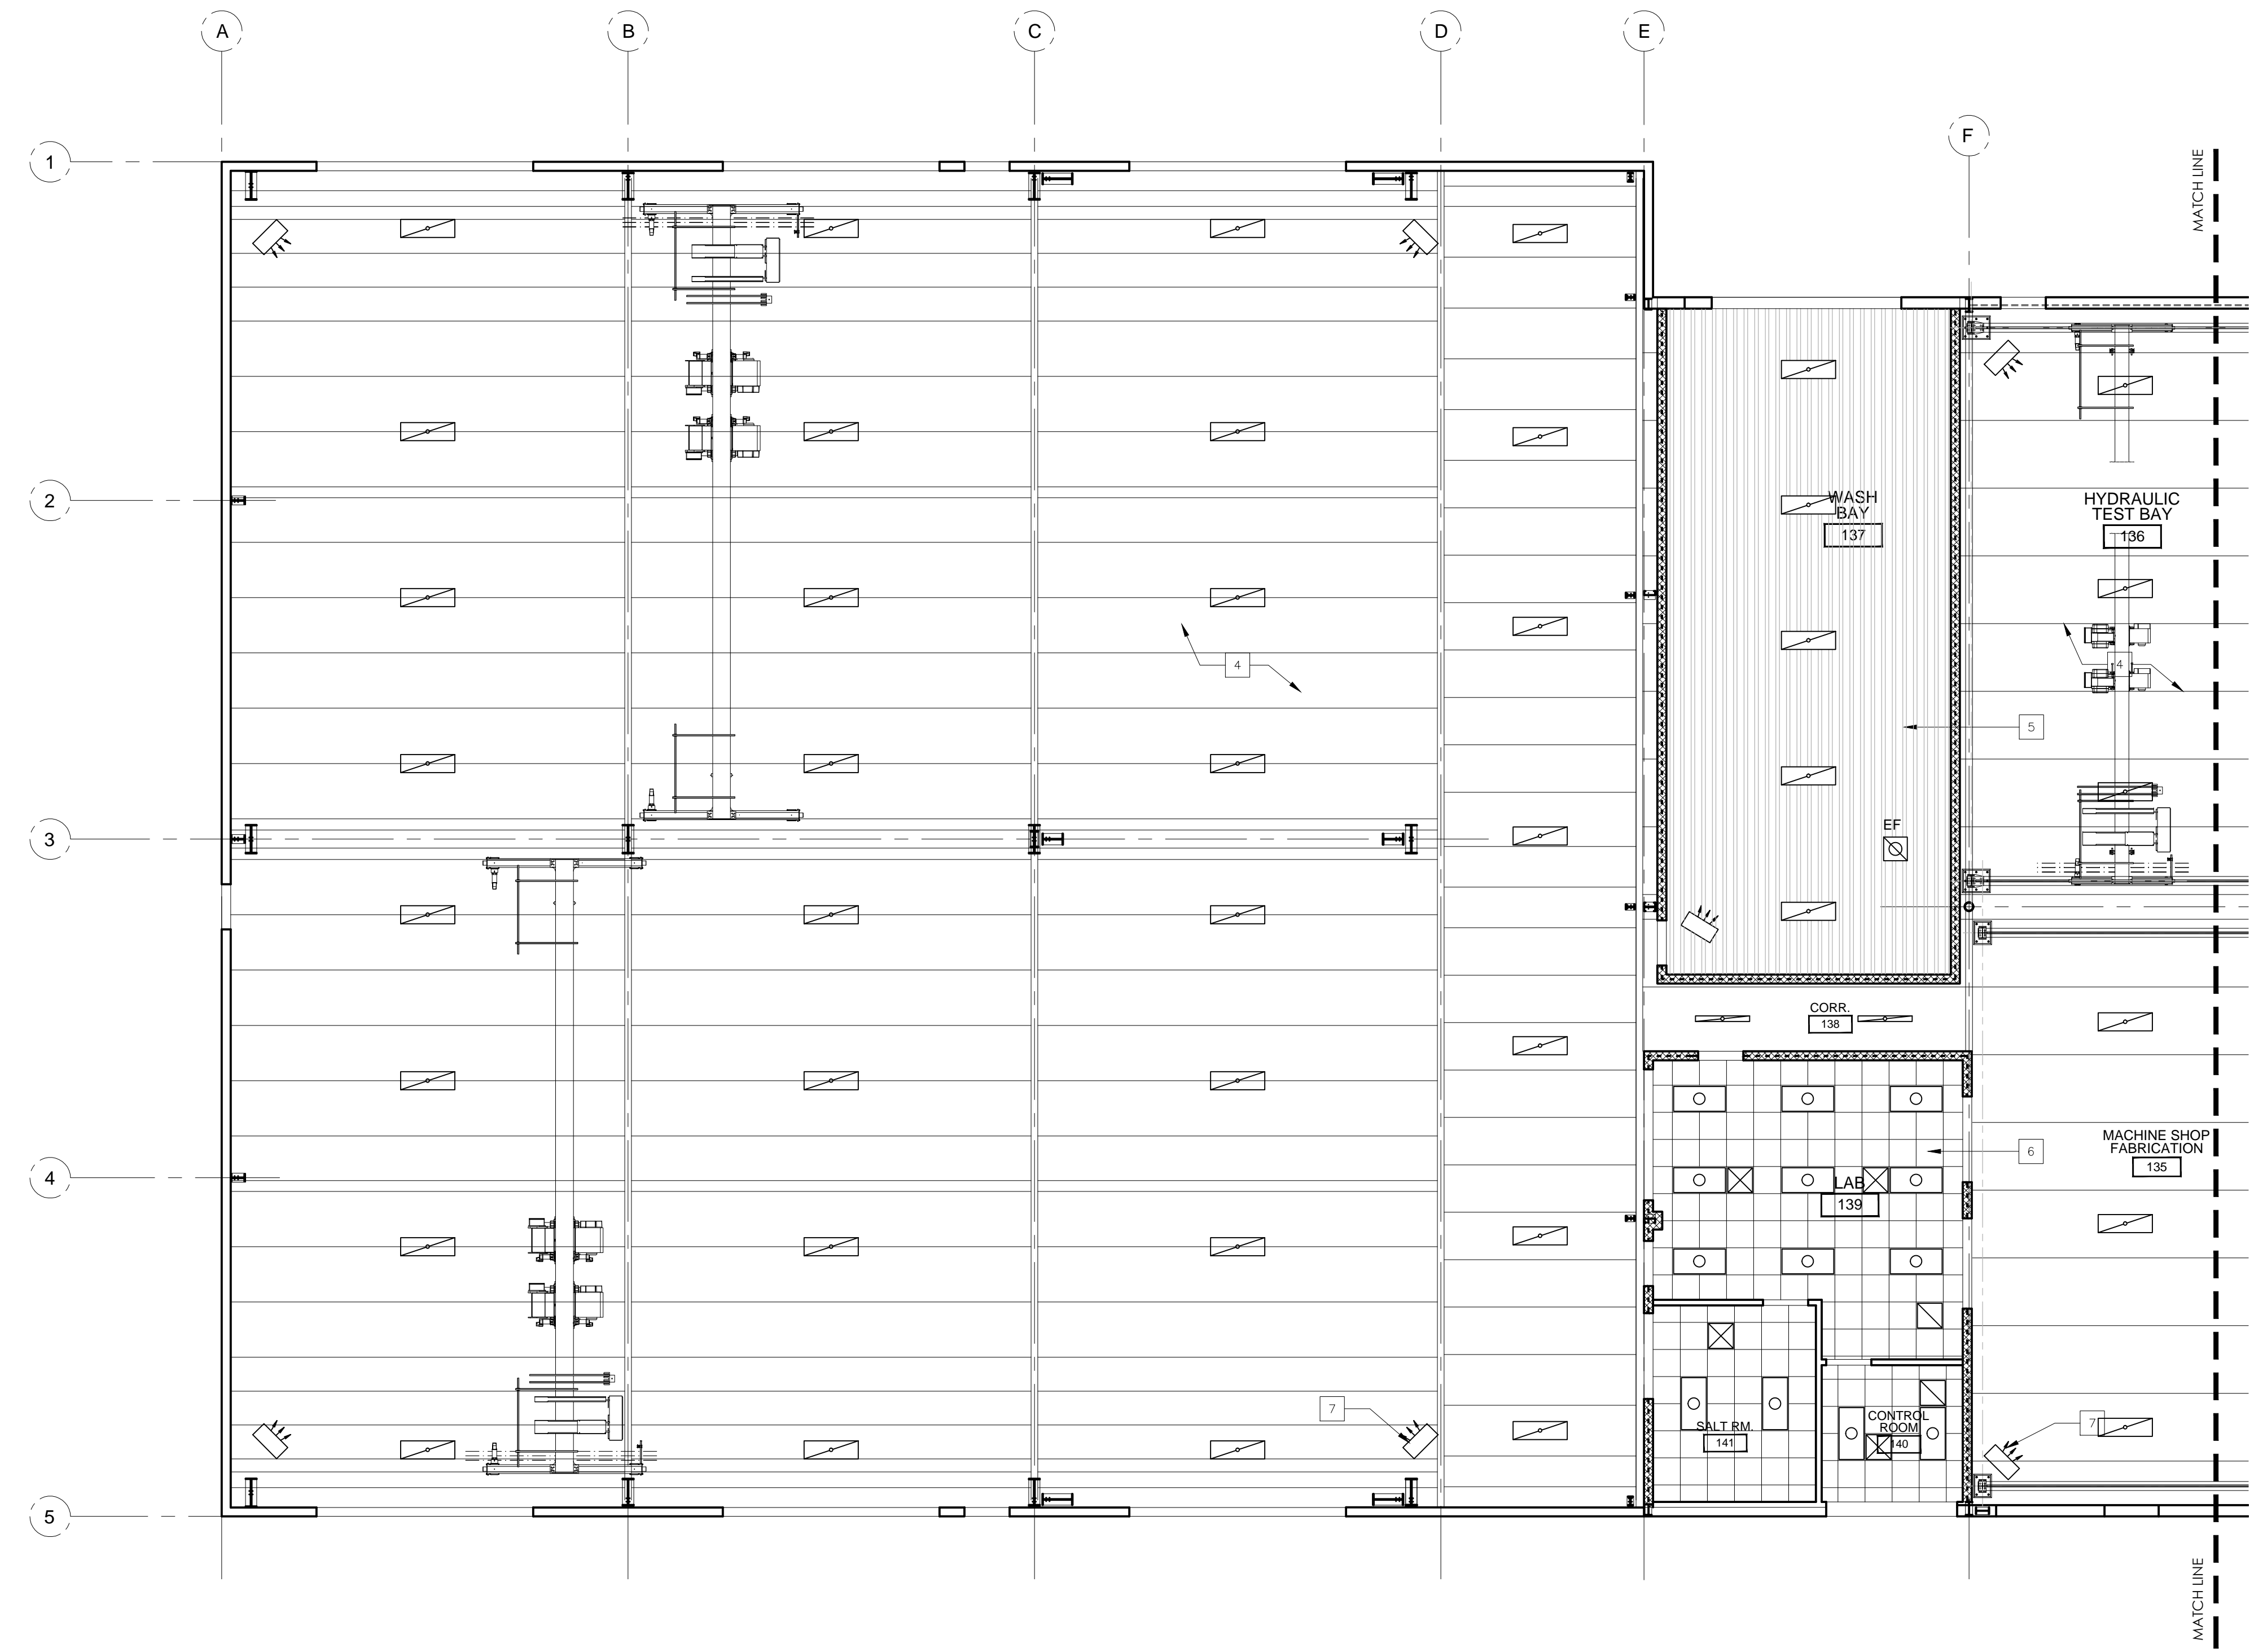 A
B
C
D
E
F
1
MATCH LINE
2
WASH
BAY
137
HYDRAULIC
TEST BAY
136
4
4
5
3
EF
CORR.
138
MACHINE SHOP
FABRICATION
135
6
4
LAB
139
7
SALT RM.
141
CONTROL
ROOM
140
7
5
MATCH LINE